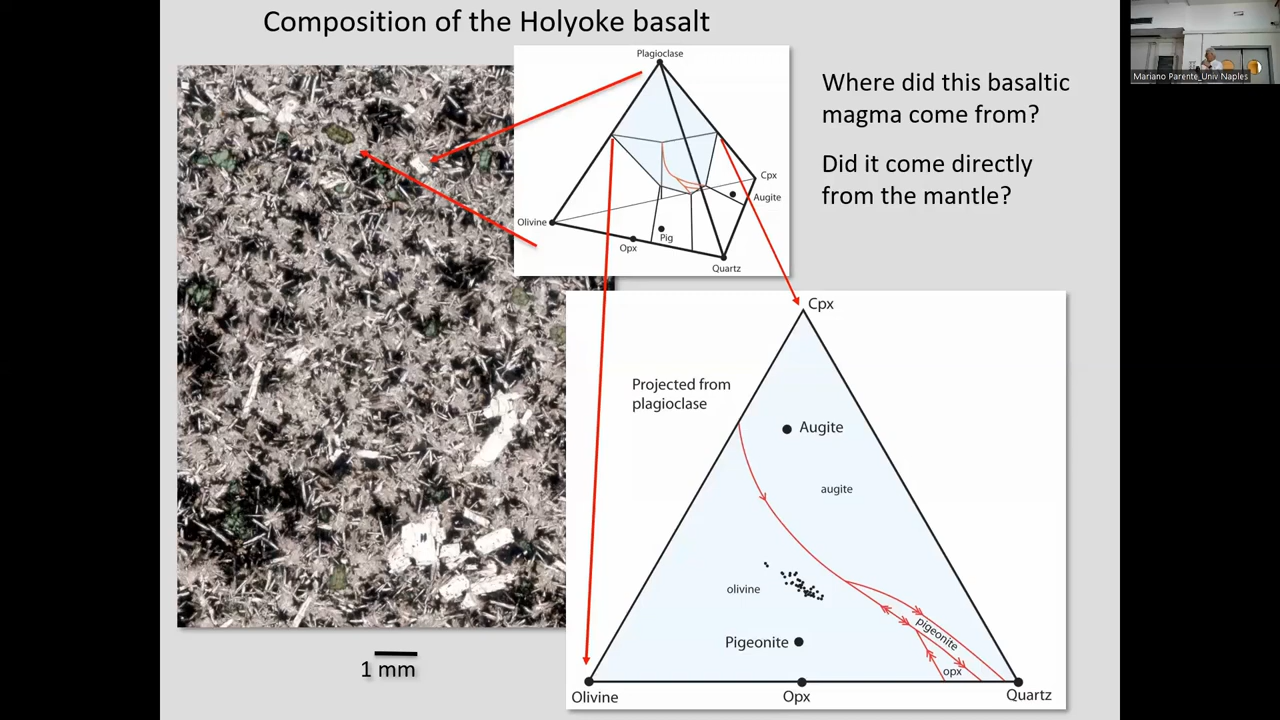 Composition of the Holyoke basalt
Mariano Parente_Univ Naples
Plagioclase
Cpx
Augite
Olivine
Pig
Opx
Quartz
Where did this basaltic
magma come from?
Did it come directly
from the mantle?
Cpx
Projected from
plagioclase
Augite
augite
olivine
pigeonite
Pigeonite
opx
Olivine
Opx
Quartz
1 mm